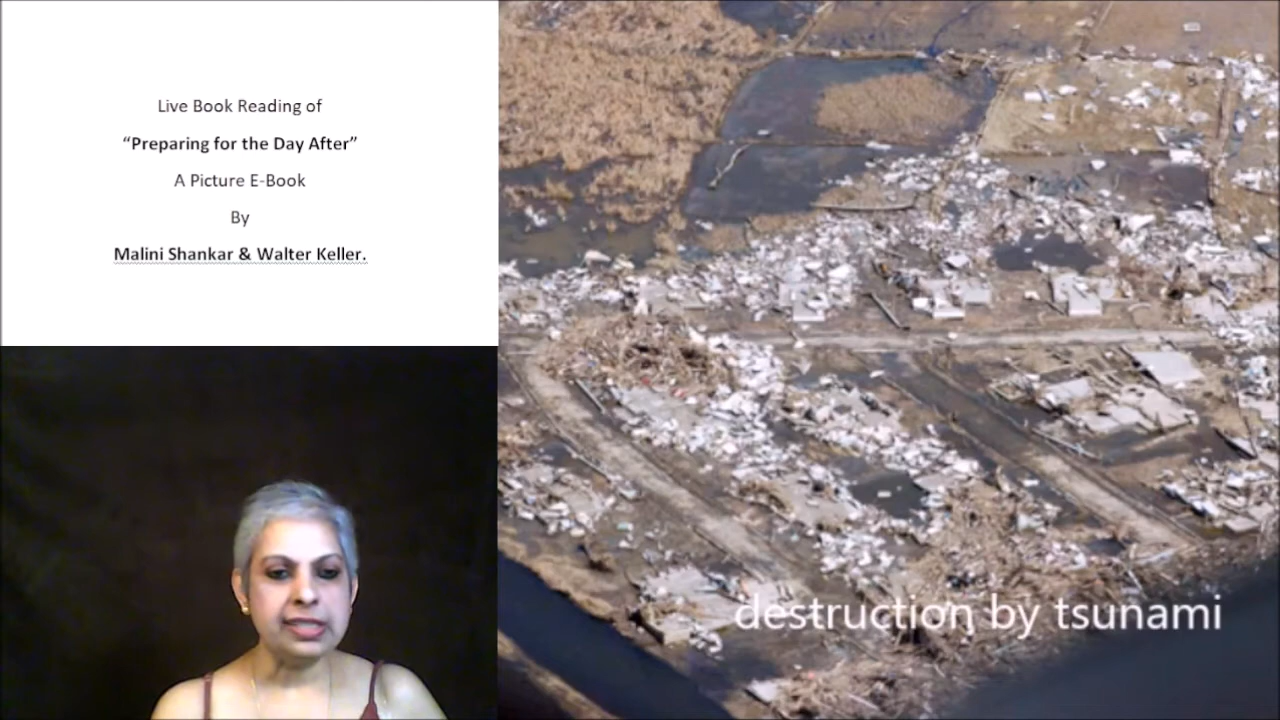 Live Book Reading of
“Preparing for the Day After”
A Picture E-Book
By
Malini Shankar & Walter Keller.
destruction by tsunami